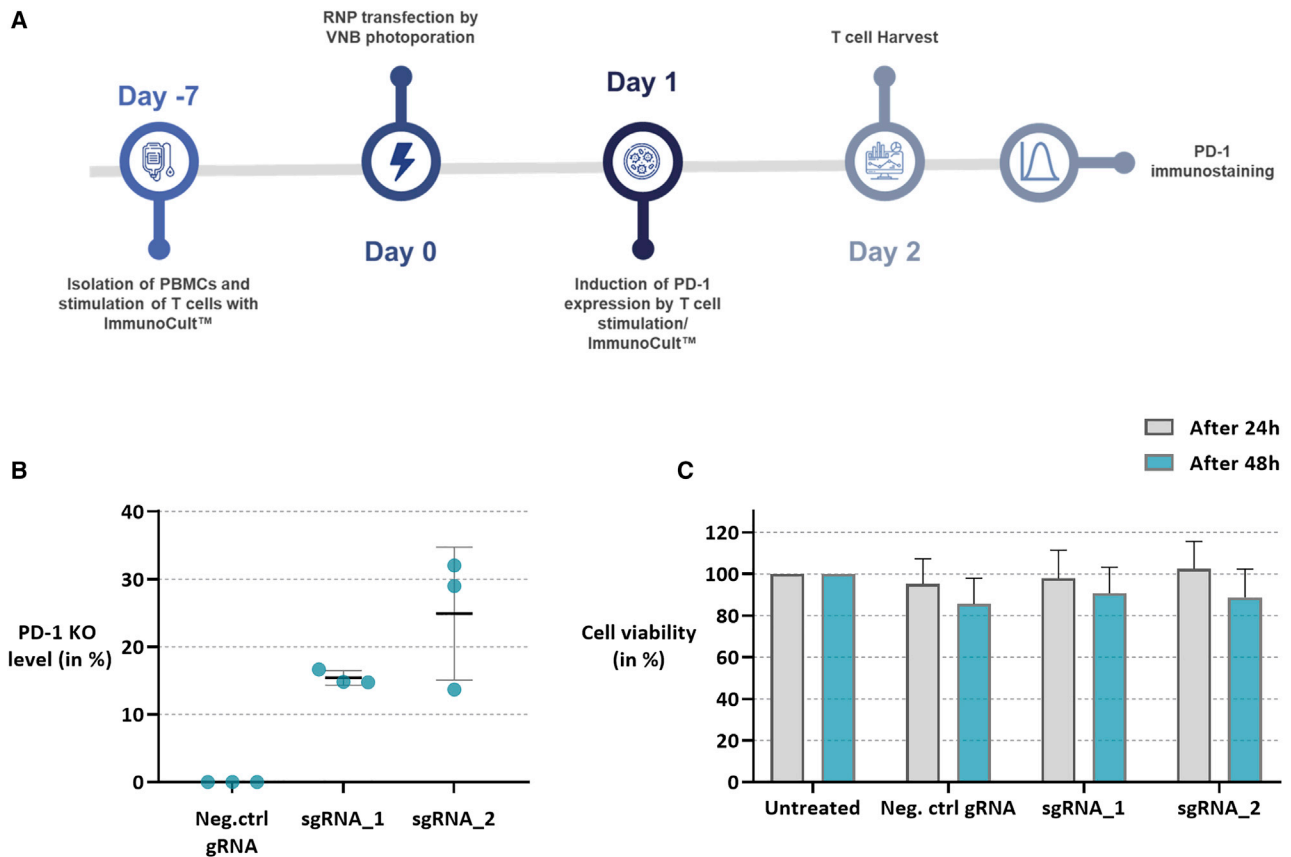 A
RNP transfection by
VNB photoporation
T cell Harvest
Day -7
Day 1
PD-1
immunostaining
Day 0
Day 2
Isolation of PBMCs and
stimulation of T cells with
ImmunoCult™
Induction of PD-1
expression by T cell
stimulation/
ImmunoCult™
After 24h
After 48h
B
PD-1 KO
level (in %)
40
30
20
10
0
Neg.ctrl
gRNA
sgRNA_1
sgRNA_2
C
Cell viability
(in %)
120
100
80
60
40
20
0
Untreated
Neg. ctrl gRNA
sgRNA_1
sgRNA_2